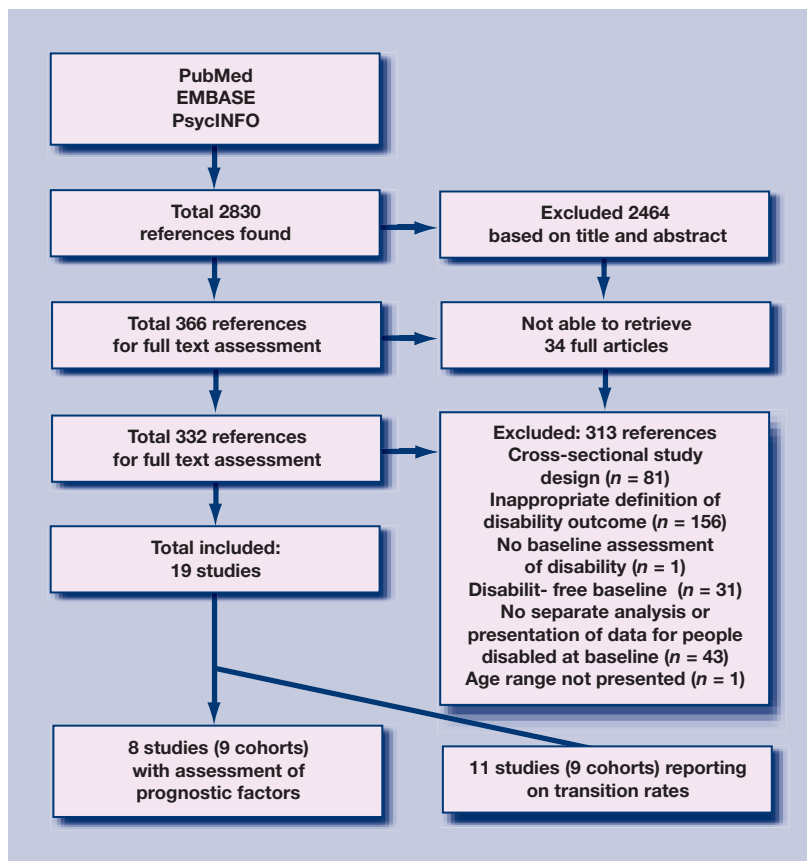 PubMed
EMBASE
PsycINFO
Total 2830
references found
Excluded 2464
based on title and abstract
Total 366 references
for full text assessment
Not able to retrieve
34 full articles
Total 332 references
for full text assessment
Excluded: 313 references
Cross-sectional study
design (n = 81)
Inappropriate definition of
disability outcome (n = 156)
No baseline assessment
of disability (n = 1)
Disabilit- free baseline (n = 31)
No separate analysis or
presentation of data for people
disabled at baseline (n = 43)
Age range not presented (n = 1)
Total included:
19 studies
8 studies (9 cohorts)
with assessment of
prognostic factors
11 studies (9 cohorts) reporting
on transition rates